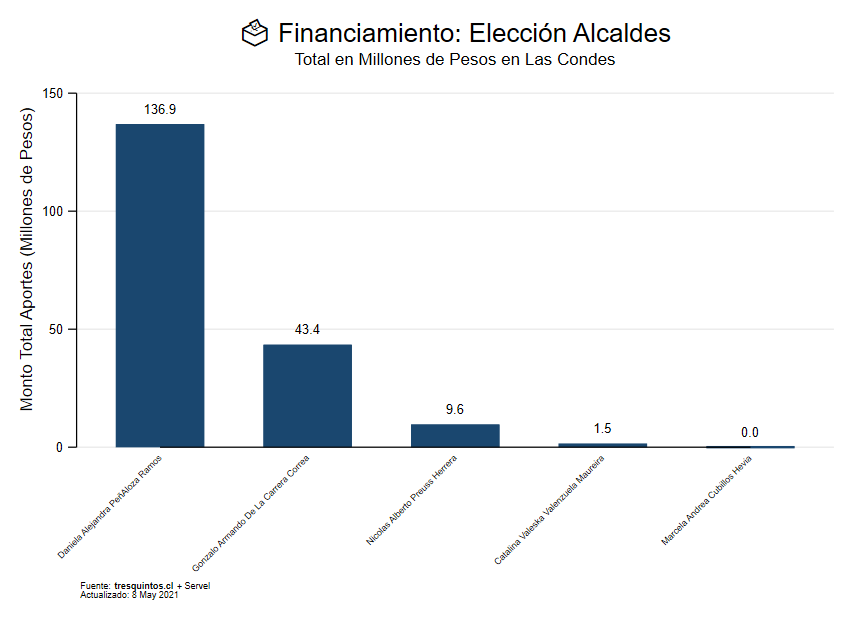 Financiamiento: Elección Alcaldes
Total en Millones de Pesos en Las Condes
Monto Total Aportes (Millones de Pesos)
150
100
50
0
136.9
43.4
9.6
1.5
0.0
Daniela Alejandra PeñAloza Ramos
Gonzalo Armando De La Carrera Correa
Nicolas Alberto Preuss Herrera
Catalina Valeska Valenzuela Maureira
Marcela Andrea Cubillos Hevia
Fuente: tresquintos.cl + Servel
Actualizado: 8 May 2021